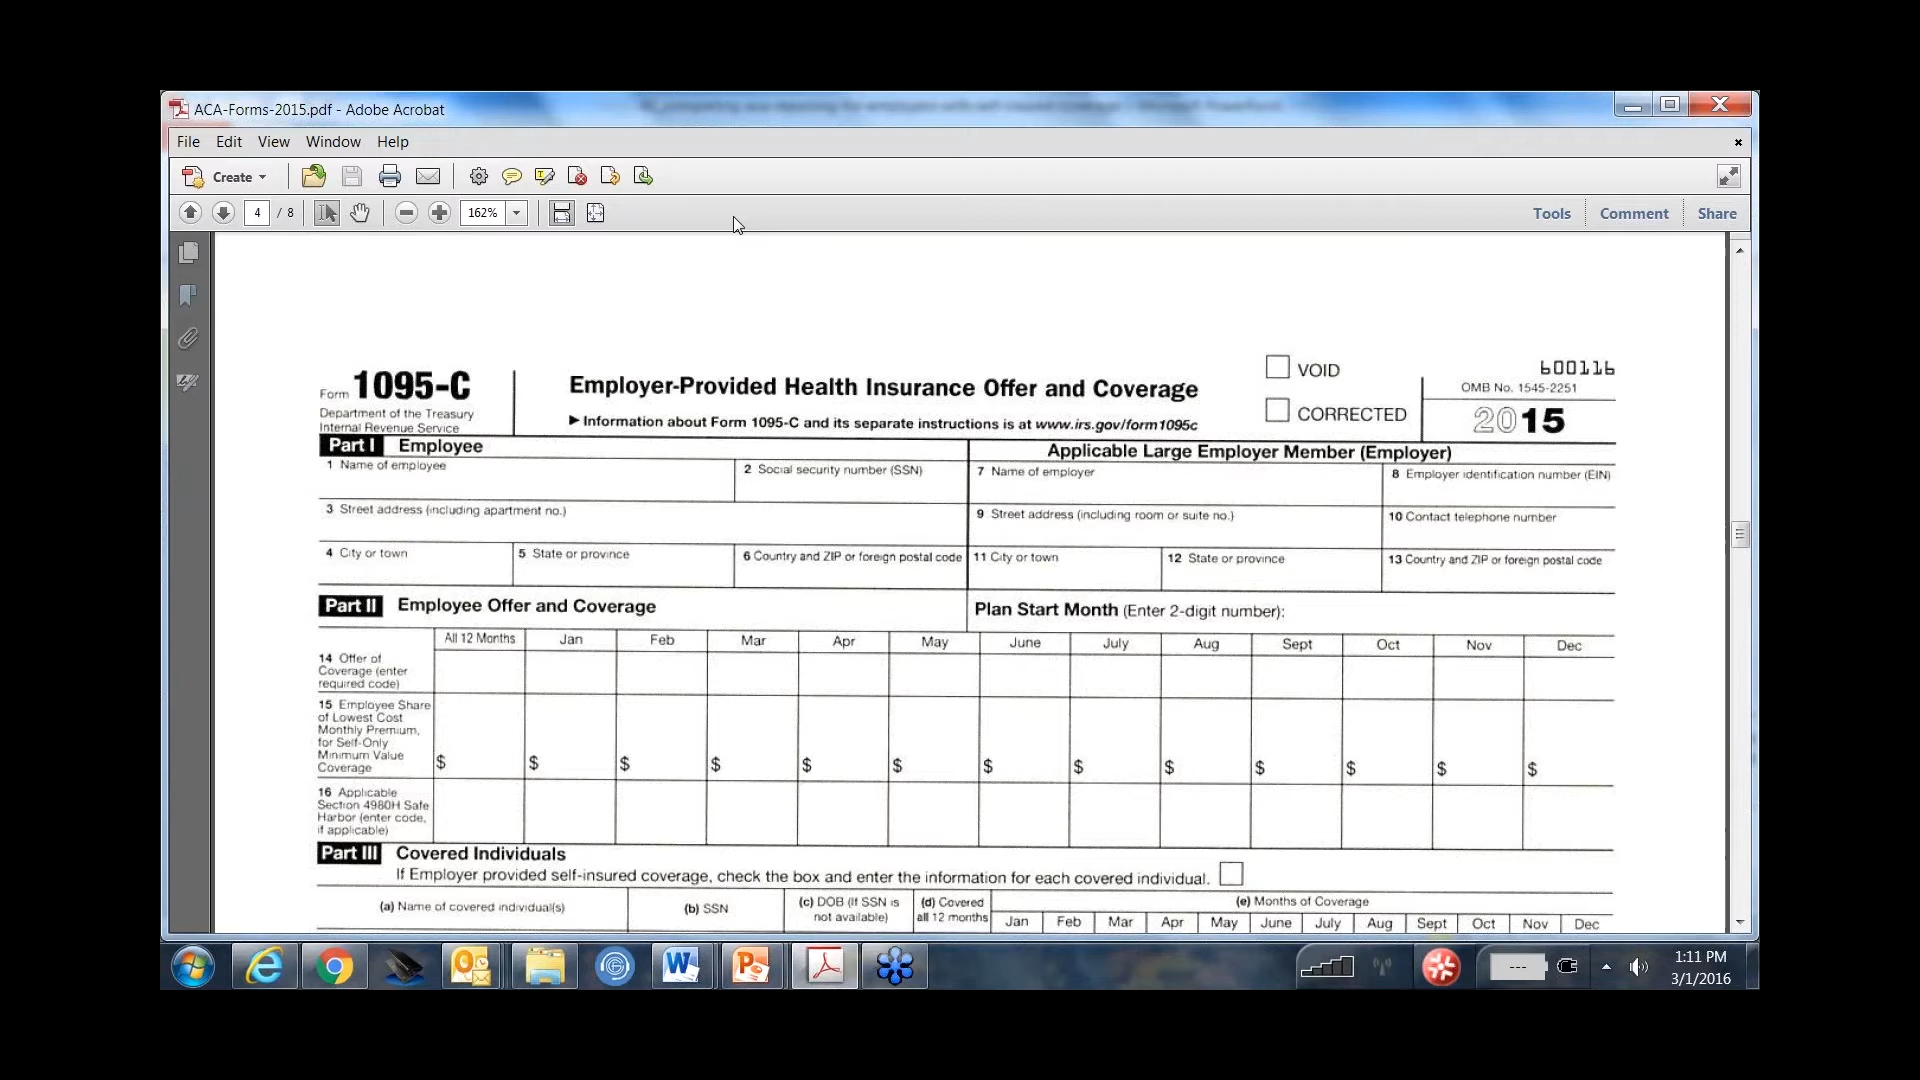 ACA-Forms-2015.pdf - Adobe Acrobat
File Edit View Window Help
Create
4 / 8 162% Tools Comment Share
Form 1095-C
Department of the Treasury
Internal Revenue Service
Employer-Provided Health Insurance Offer and Coverage
▶ Information about Form 1095-C and its separate instructions is at www.irs.gov/form1095c
VOID
CORRECTED
600116
OMB No. 1545-2251
2015
Part I Employee
Applicable Large Employer Member (Employer)
1 Name of employee
2 Social security number (SSN)
7 Name of employer
8 Employer identification number (EIN)
3 Street address (including apartment no.)
9 Street address (including room or suite no.)
10 Contact telephone number
4 City or town
5 State or province
6 Country and ZIP or foreign postal code
11 City or town
12 State or province
13 Country and ZIP or foreign postal code
Part II Employee Offer and Coverage
Plan Start Month (Enter 2-digit number):
All 12 Months Jan Feb Mar Apr May June July Aug Sept Oct Nov Dec
14 Offer of
Coverage (enter
required code)
15 Employee Share
of Lowest Cost
Monthly Premium,
for Self-Only
Minimum Value
Coverage
$ $ $ $ $ $ $ $ $ $ $ $ $
16 Applicable
Section 4980H Safe
Harbor (enter code,
if applicable)
Part III Covered Individuals
If Employer provided self-insured coverage, check the box and enter the information for each covered individual.
(a) Name of covered individual(s)
(b) SSN
(c) DOB (If SSN is
not available)
(d) Covered
all 12 months
(e) Months of Coverage
Jan Feb Mar Apr May June July Aug Sept Oct Nov Dec
---
1:11 PM
3/1/2016